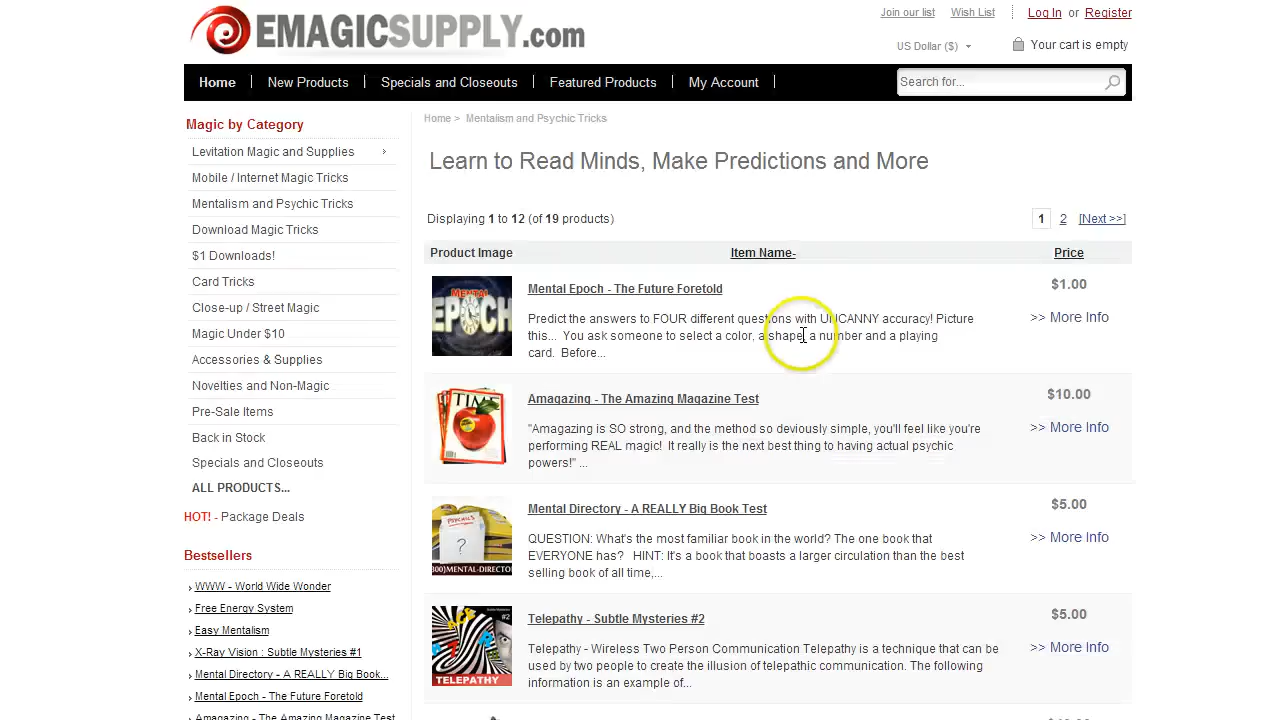 EMAGICSUPPLY.com
Join our list Wish List Log In or Register
US Dollar ($) Your cart is empty
Home New Products Specials and Closeouts Featured Products My Account Search for...
Magic by Category
Levitation Magic and Supplies
Mobile / Internet Magic Tricks
Mentalism and Psychic Tricks
Download Magic Tricks
$1 Downloads!
Card Tricks
Close-up / Street Magic
Magic Under $10
Accessories & Supplies
Novelties and Non-Magic
Pre-Sale Items
Back in Stock
Specials and Closeouts
ALL PRODUCTS...
HOT! - Package Deals
Bestsellers
WWW - World Wide Wonder
Free Energy System
Easy Mentalism
X-Ray Vision : Subtle Mysteries #1
Mental Directory - A REALLY Big Book...
Mental Epoch - The Future Foretold
Amagazing - The Amazing Magazine Test
Home > Mentalism and Psychic Tricks
Learn to Read Minds, Make Predictions and More
Displaying 1 to 12 (of 19 products) 1 2 [Next >>]
Product Image Item Name- Price
MENTAL
EPOCH
Mental Epoch - The Future Foretold $1.00
Predict the answers to FOUR different questions with UNCANNY accuracy! Picture >> More Info
this... You ask someone to select a color, a shape, a number and a playing
card. Before...
TIME
Amagazing - The Amazing Magazine Test $10.00
"Amagazing is SO strong, and the method so deviously simple, you'll feel like you're >> More Info
performing REAL magic! It really is the next best thing to having actual psychic
powers!" ...
?
Mental Directory - A REALLY Big Book Test $5.00
QUESTION: What's the most familiar book in the world? The one book that >> More Info
EVERYONE has? HINT: It's a book that boasts a larger circulation than the best
selling book of all time,...
#2
TELEPATHY
Telepathy - Subtle Mysteries #2 $5.00
Telepathy - Wireless Two Person Communication Telepathy is a technique that can >> More Info
be used by two people to create the illusion of telepathic communication. The following
information is an example of...